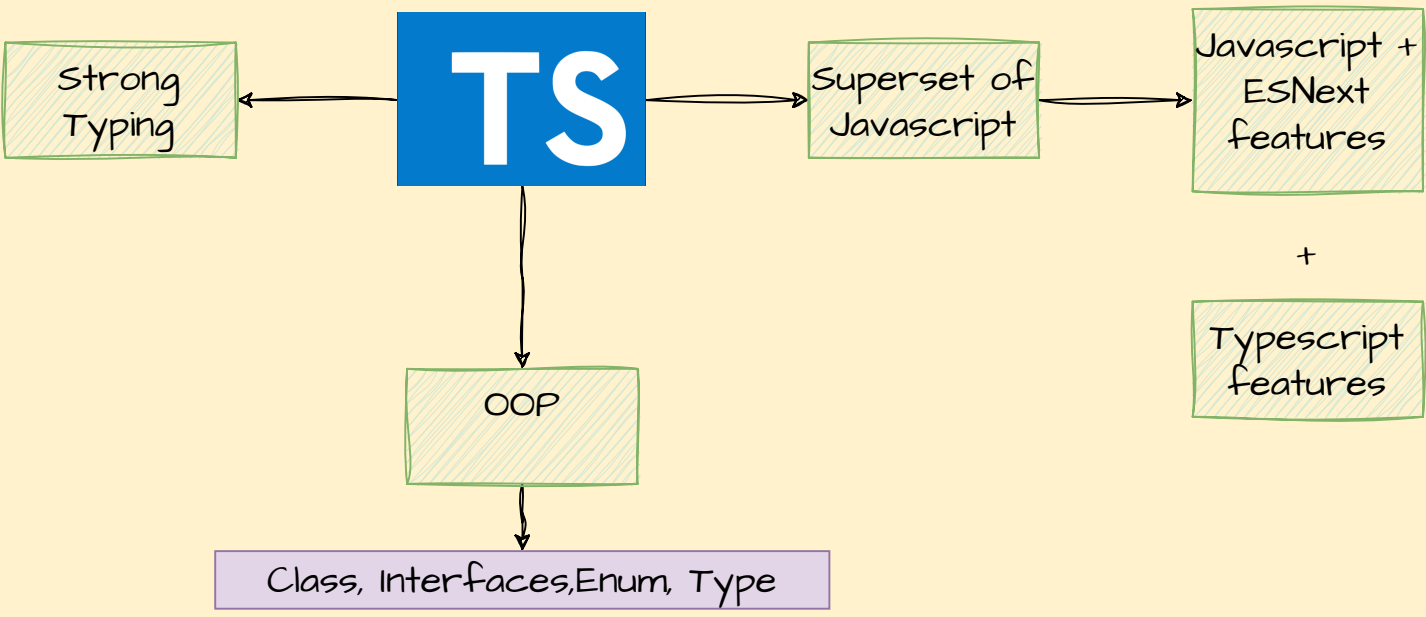 Strong
Typing
TS
Superset of
Javascript
Javascript +
ESNext
features
+
Typescript
features
OOP
Class, Interfaces,Enum, Type